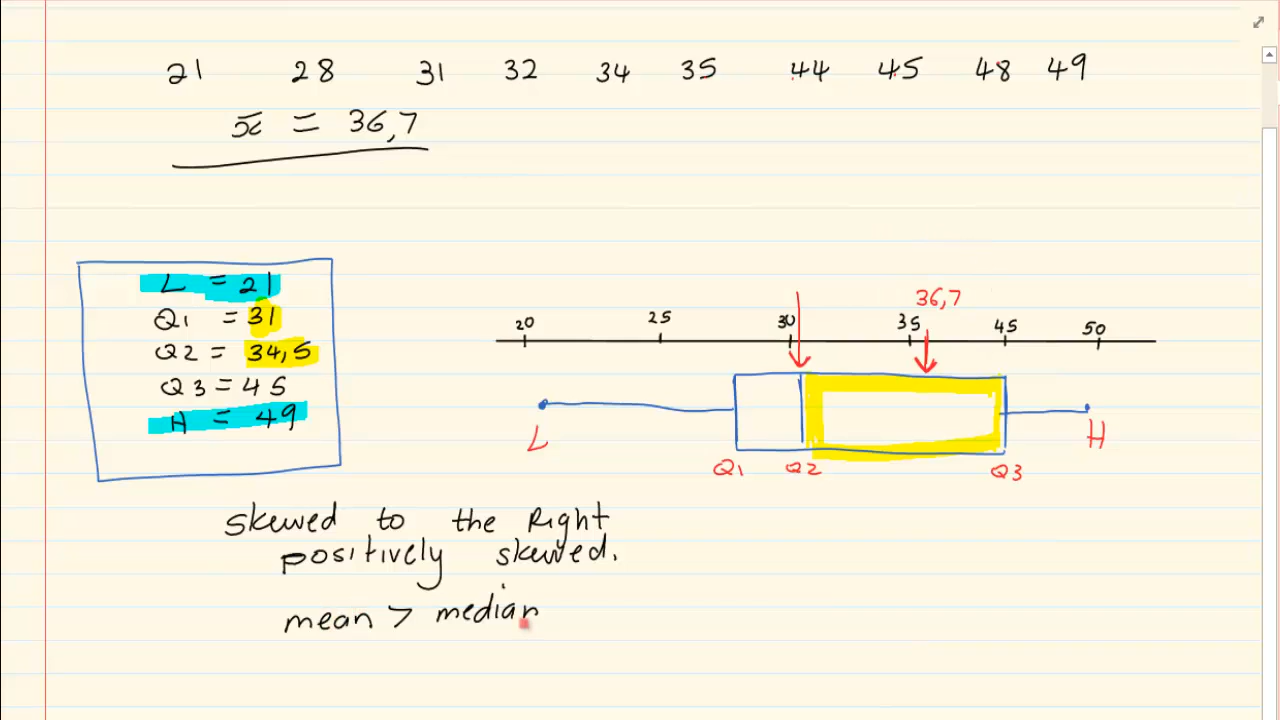 21 28 31 32 34 35 44 45 48 49
x̄ = 36,7
L = 21
Q1 = 31
Q2 = 34,5
Q3 = 45
H = 49
36,7
20 25 30 35 45 50
L H
Q1 Q2 Q3
skewed to the Right
positively skewed.
mean > median